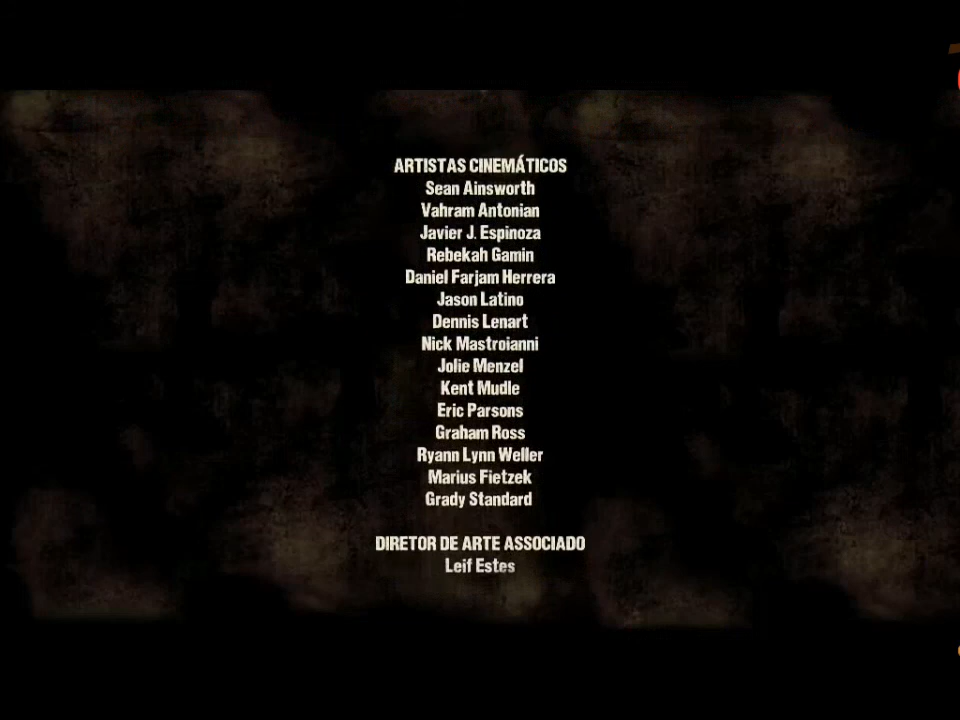 ARTISTAS CINEMÁTICOS
Sean Ainsworth
Vahram Antonian
Javier J. Espinoza
Rebekah Gamin
Daniel Farjam Herrera
Jason Latino
Dennis Lenart
Nick Mastroianni
Jolie Menzel
Kent Mudle
Eric Parsons
Graham Ross
Ryann Lynn Weller
Marius Fietzek
Grady Standard
DIRETOR DE ARTE ASSOCIADO
Leif Estes